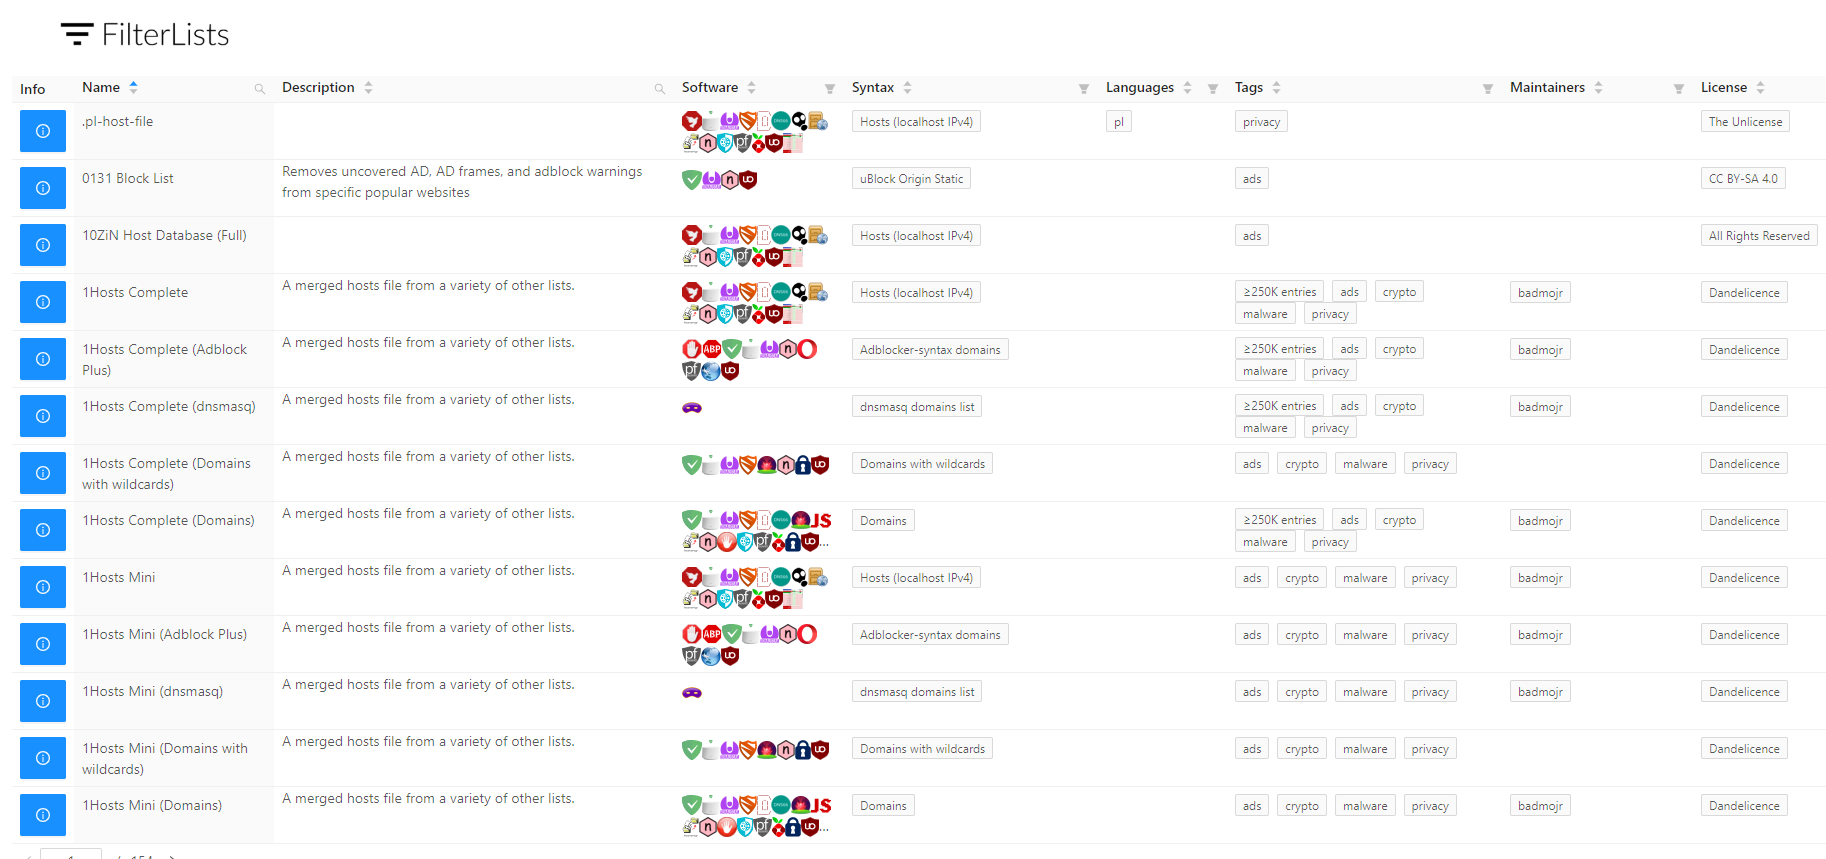 FilterLists
Info Name Description Software Syntax Languages Tags Maintainers License
.pl-host-file Hosts (localhost IPv4) pl privacy The Unlicense
0131 Block List Removes uncovered AD, AD frames, and adblock warnings uBlock Origin Static ads CC BY-SA 4.0
from specific popular websites
10ZiN Host Database (Full) Hosts (localhost IPv4) ads All Rights Reserved
1Hosts Complete A merged hosts file from a variety of other lists. Hosts (localhost IPv4) ≥250K entries ads crypto badmojr Dandelicence
malware privacy
1Hosts Complete (Adblock A merged hosts file from a variety of other lists. ABP Adblocker-syntax domains ≥250K entries ads crypto badmojr Dandelicence
Plus) malware privacy
1Hosts Complete (dnsmasq) A merged hosts file from a variety of other lists. dnsmasq domains list ≥250K entries ads crypto badmojr Dandelicence
malware privacy
1Hosts Complete (Domains A merged hosts file from a variety of other lists. Domains with wildcards ads crypto malware privacy Dandelicence
with wildcards)
1Hosts Complete (Domains) A merged hosts file from a variety of other lists. JS Domains ≥250K entries ads crypto badmojr Dandelicence
... malware privacy
1Hosts Mini A merged hosts file from a variety of other lists. Hosts (localhost IPv4) ads crypto malware privacy badmojr Dandelicence
1Hosts Mini (Adblock Plus) A merged hosts file from a variety of other lists. ABP Adblocker-syntax domains ads crypto malware privacy badmojr Dandelicence
1Hosts Mini (dnsmasq) A merged hosts file from a variety of other lists. dnsmasq domains list ads crypto malware privacy badmojr Dandelicence
1Hosts Mini (Domains with A merged hosts file from a variety of other lists. Domains with wildcards ads crypto malware privacy Dandelicence
wildcards)
1Hosts Mini (Domains) A merged hosts file from a variety of other lists. JS Domains ads crypto malware privacy badmojr Dandelicence
...